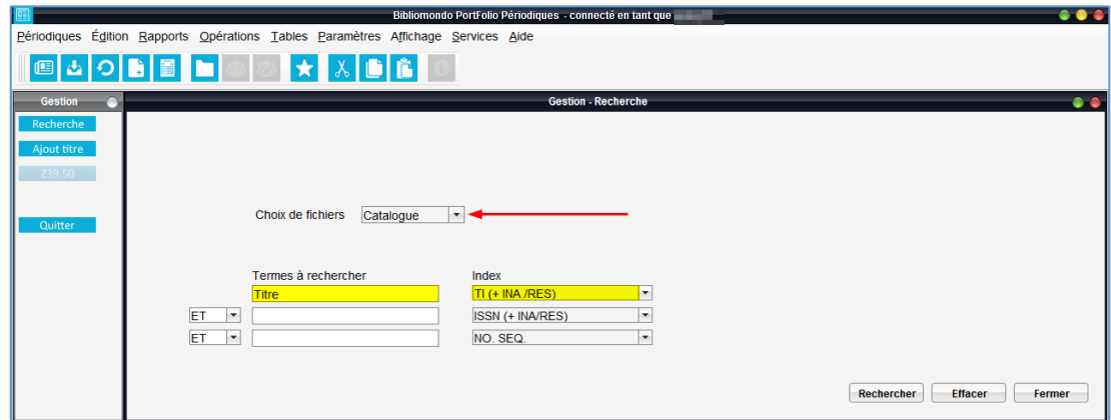 Bibliomondo PortFolio Périodiques - connecté en tant que
Périodiques Édition Rapports Opérations Tables Paramètres Affichage Services Aide
Gestion
Gestion - Recherche
Recherche
Ajout titre
Z39.50
Quitter
Choix de fichiers Catalogue
Termes à rechercher Index
Titre TI (+ INA /RES)
ET ISSN (+ INA/RES)
ET NO. SEQ.
Rechercher Effacer Fermer